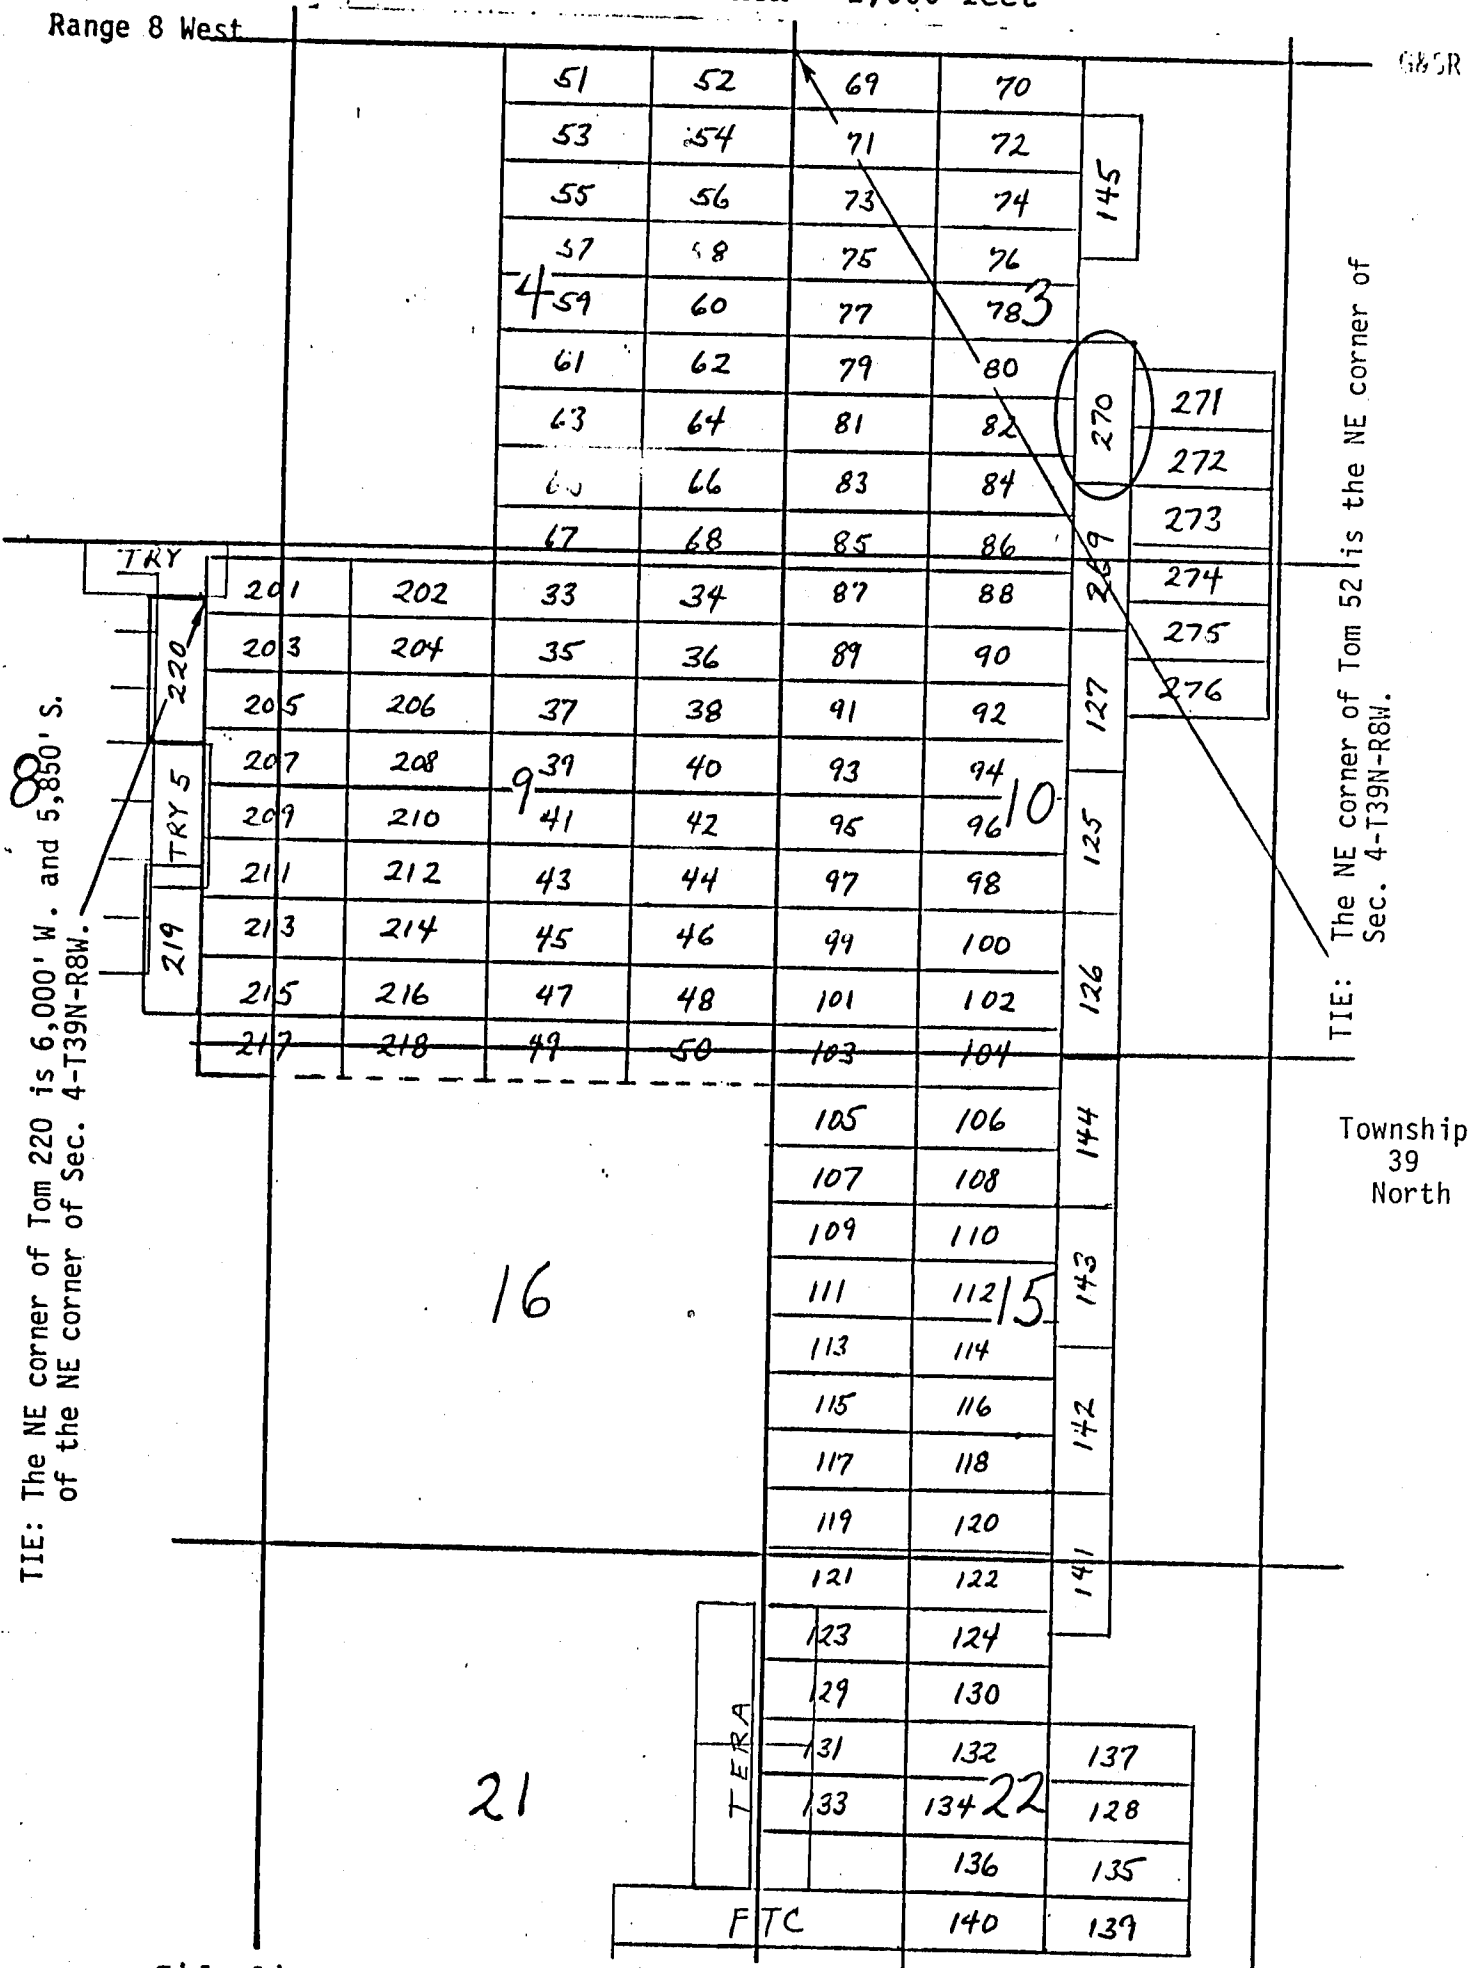 Range 8 West
G&SR
51 52 69 70
53 54 71 72
145
55 56 73 74
57 58 75 76
4 3
59 60 77 78
61 62 79 80
270 271
63 64 81 82
272
66 83 84
273
67 68 85 86
269
TRY
274
201 202 33 34 87 88
275
203 204 35 36 89 90
220
276
205 206 37 38 91 92
127
207 208 39 40 93 94
9 10
TRY 5
209 210 41 42 95 96
125
211 212 43 44 97 98
213 214 45 46 99 100
219
126
215 216 47 48 101 102
217 218 49 50 103 104
105 106
144
107 108
109 110
143
16
111 112 15
113 114
115 116
142
117 118
119 120
141
121 122
123 124
129 130
TERA
131 132 137
21
133 134 22 128
136 135
FTC 140 139
TIE: The NE corner of Tom 220 is 6,000' W. and 5,850' S.
of the NE corner of Sec. 4-T39N-R8W.
8
TIE: The NE corner of Tom 52 is the NE corner of
Sec. 4-T39N-R8W.
Township
39
North